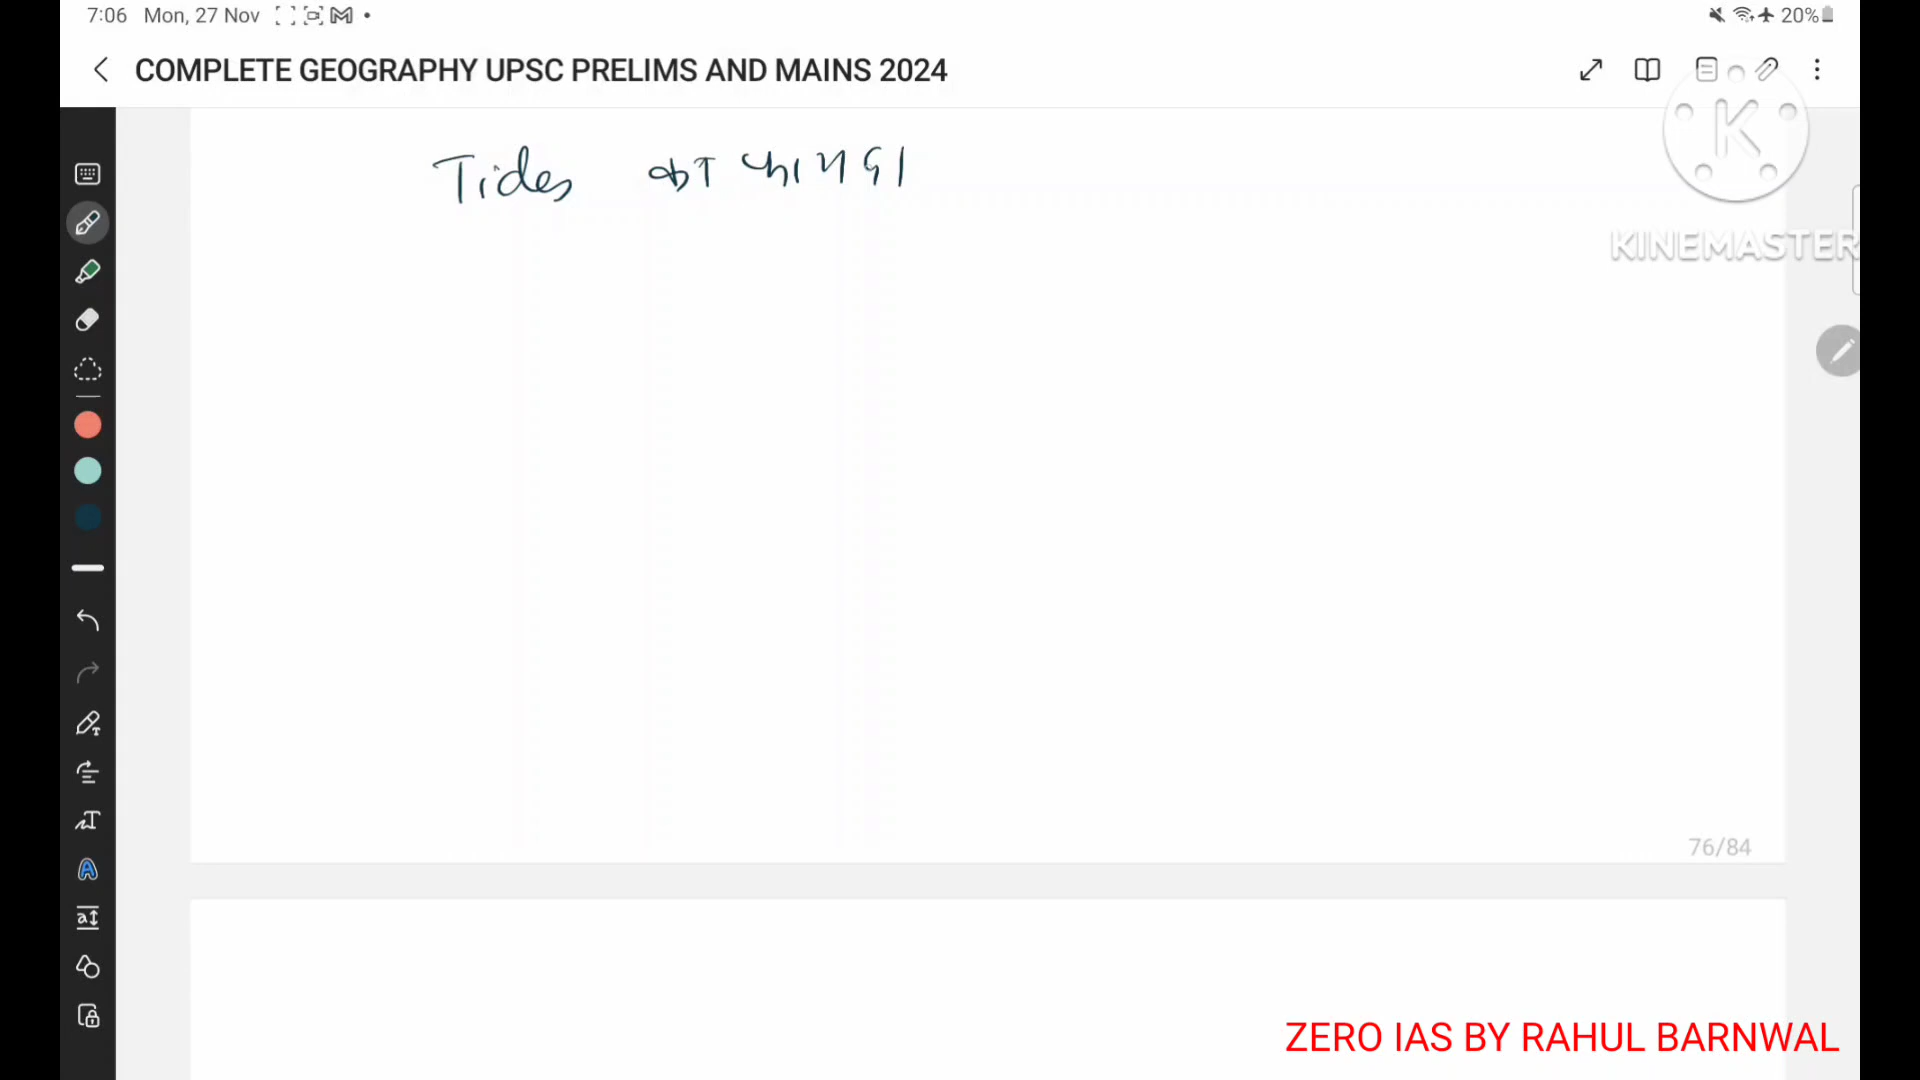 7:06 Mon, 27 Nov
20%
COMPLETE GEOGRAPHY UPSC PRELIMS AND MAINS 2024
K
KINEMASTER
Tides का फायदा
76/84
ZERO IAS BY RAHUL BARNWAL